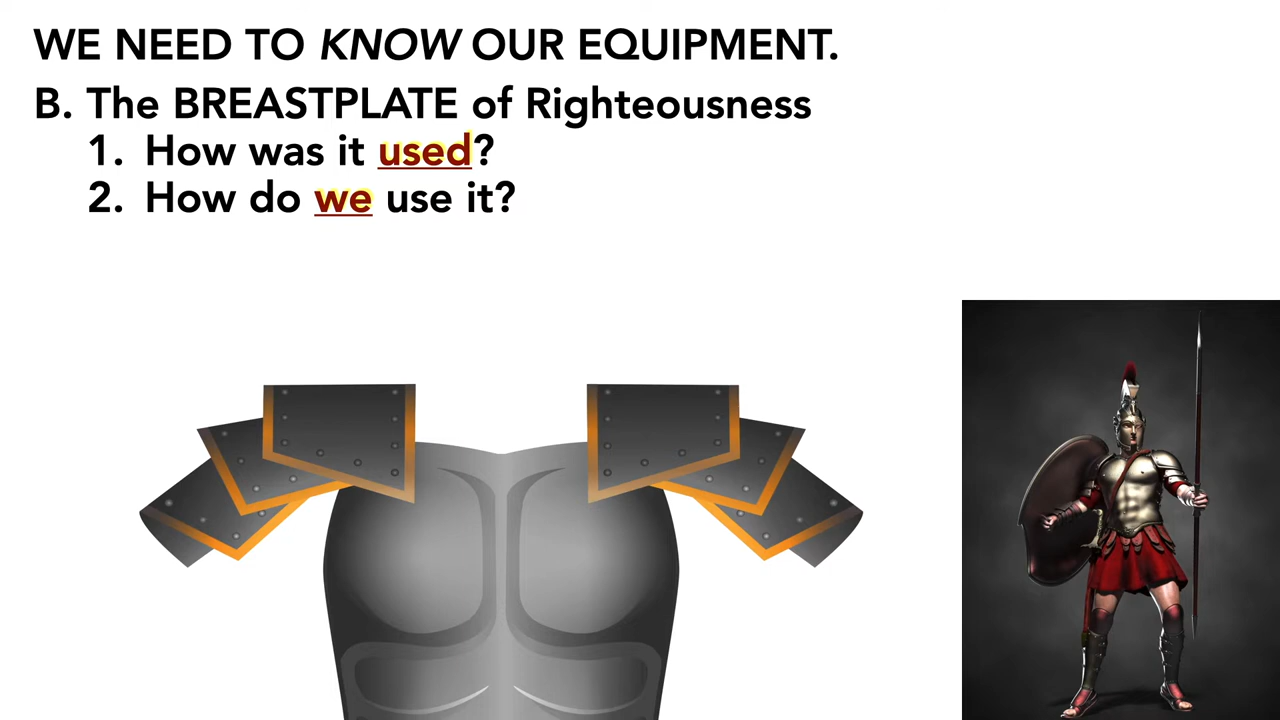 WE NEED TO KNOW OUR EQUIPMENT.
B. The BREASTPLATE of Righteousness
1. How was it used?
2. How do we use it?